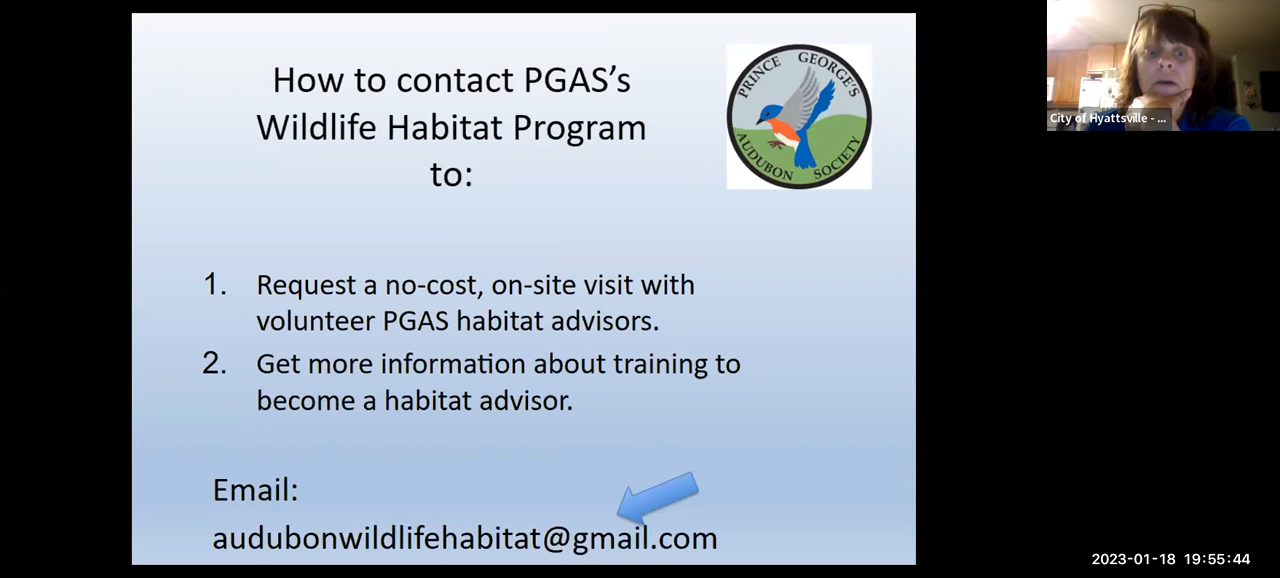 How to contact PGAS's
Wildlife Habitat Program
to:
PRINCE GEORGE'S
AUDUBON SOCIETY
1. Request a no-cost, on-site visit with
volunteer PGAS habitat advisors.
2. Get more information about training to
become a habitat advisor.
Email:
audubonwildlifehabitat@gmail.com
City of Hyattsville - ...
2023-01-18 19:55:44